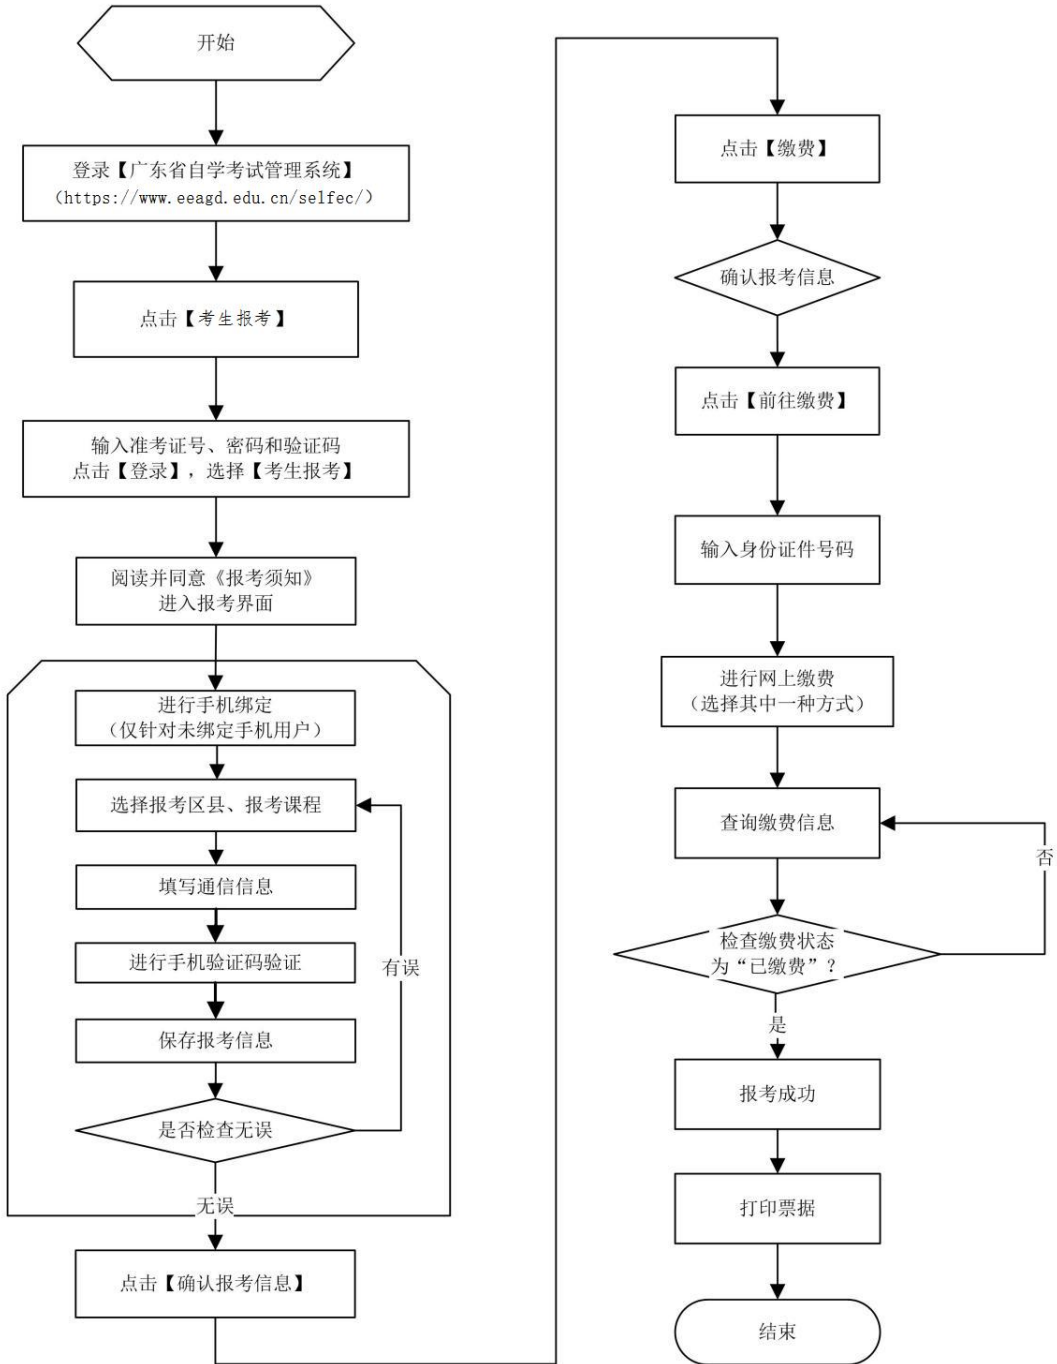 开始
登录【广东省自学考试管理系统】
（https://www.eeagd.edu.cn/selfec/）
点击【考生报考】
输入准考证号、密码和验证码
点击【登录】，选择【考生报考】
阅读并同意《报考须知》
进入报考界面
进行手机绑定
（仅针对未绑定手机用户）
选择报考区县、报考课程
填写通信信息
进行手机验证码验证
有误
保存报考信息
是否检查无误
无误
点击【确认报考信息】
点击【缴费】
确认报考信息
点击【前往缴费】
输入身份证件号码
进行网上缴费
（选择其中一种方式）
查询缴费信息
否
检查缴费状态
为“已缴费”？
是
报考成功
打印票据
结束